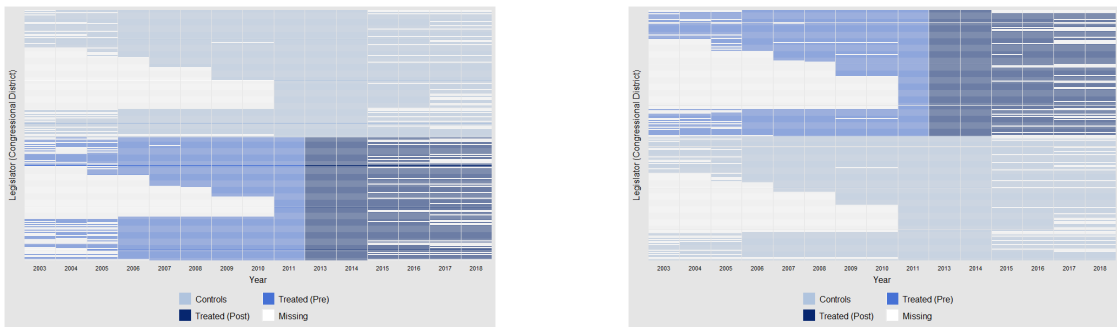 Legislator (Congressional District)
2003 2004 2005 2006 2007 2008 2009 2010 2011 2013 2014 2015 2016 2017 2018
Year
Controls Treated (Pre)
Treated (Post) Missing
Legislator (Congressional District)
2003 2004 2005 2006 2007 2008 2009 2010 2011 2013 2014 2015 2016 2017 2018
Year
Controls Treated (Pre)
Treated (Post) Missing